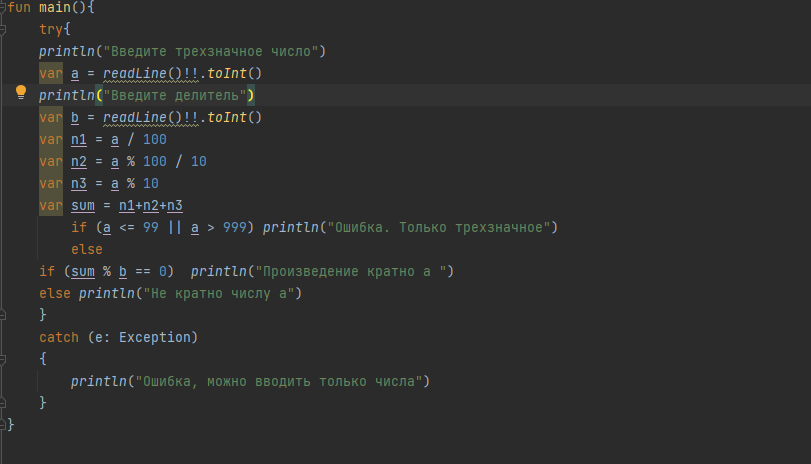 fun main(){
try{
println("Введите трехзначное число")
var a = readLine()!!.toInt()
println("Введите делитель")
var b = readLine()!!.toInt()
var n1 = a / 100
var n2 = a % 100 / 10
var n3 = a % 10
var sum = n1+n2+n3
if (a <= 99 || a > 999) println("Ошибка. Только трехзначное")
else
if (sum % b == 0)  println("Произведение кратно a ")
else println("Не кратно числу a")
}
catch (e: Exception)
{
println("Ошибка, можно вводить только числа")
}
}